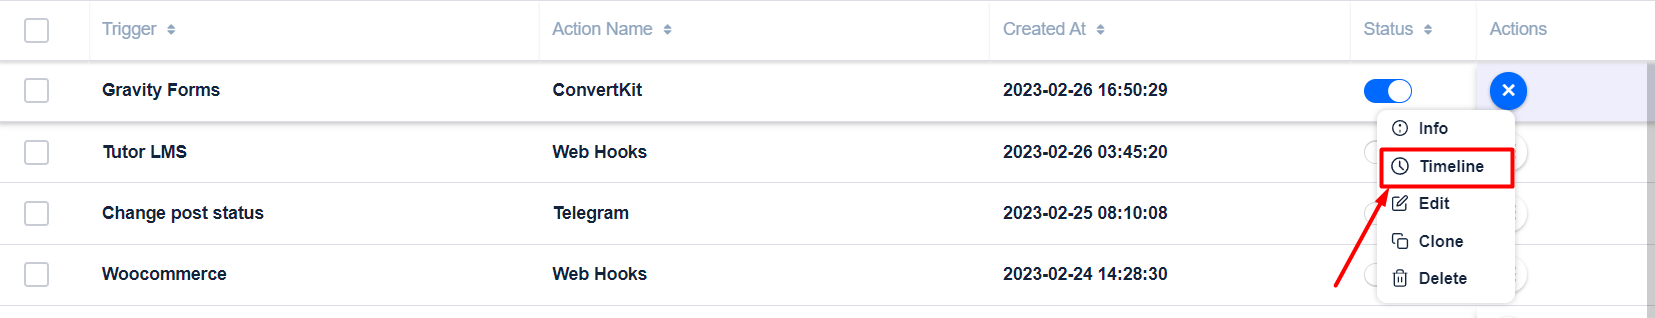 Trigger Action Name Created At Status Actions
Gravity Forms ConvertKit 2023-02-26 16:50:29
Info
Tutor LMS Web Hooks 2023-02-26 03:45:20
Timeline
Edit
Change post status Telegram 2023-02-25 08:10:08
Clone
Woocommerce Web Hooks 2023-02-24 14:28:30
Delete